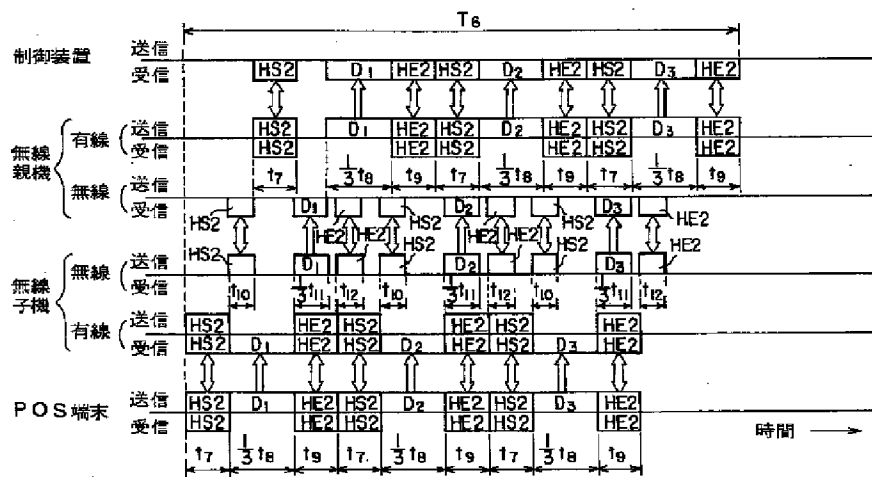 T6
制御装置 送信
受信 HS2 D1 HE2 HS2 D2 HE2 HS2 D3 HE2
無線親機 有線 送信 HS2 D1 HE2 HS2 D2 HE2 HS2 D3 HE2
受信 HS2 HE2 HS2 HE2 HS2 HE2
t7 1/3 t8 t9 t7 1/3 t8 t9 t7 1/3 t8 t9
無線 送信
受信 HS2 D1 HE2 HS2 D2 HE2 HS2 D3 HE2
無線子機 無線 送信 HS2 D1 HE2 HS2 D2 HE2 HS2 D3 HE2
受信
t10 1/3 t11 t12 t10 1/3 t11 t12 t10 1/3 t11 t12
有線 送信 HS2 HE2 HS2 HE2 HS2 HE2
受信 HS2 D1 HE2 HS2 D2 HE2 HS2 D3 HE2
POS端末 送信 HS2 D1 HE2 HS2 D2 HE2 HS2 D3 HE2
受信 HS2 HE2 HS2 HE2 HS2 HE2
時間
t7 1/3 t8 t9 t7 1/3 t8 t9 t7 1/3 t8 t9